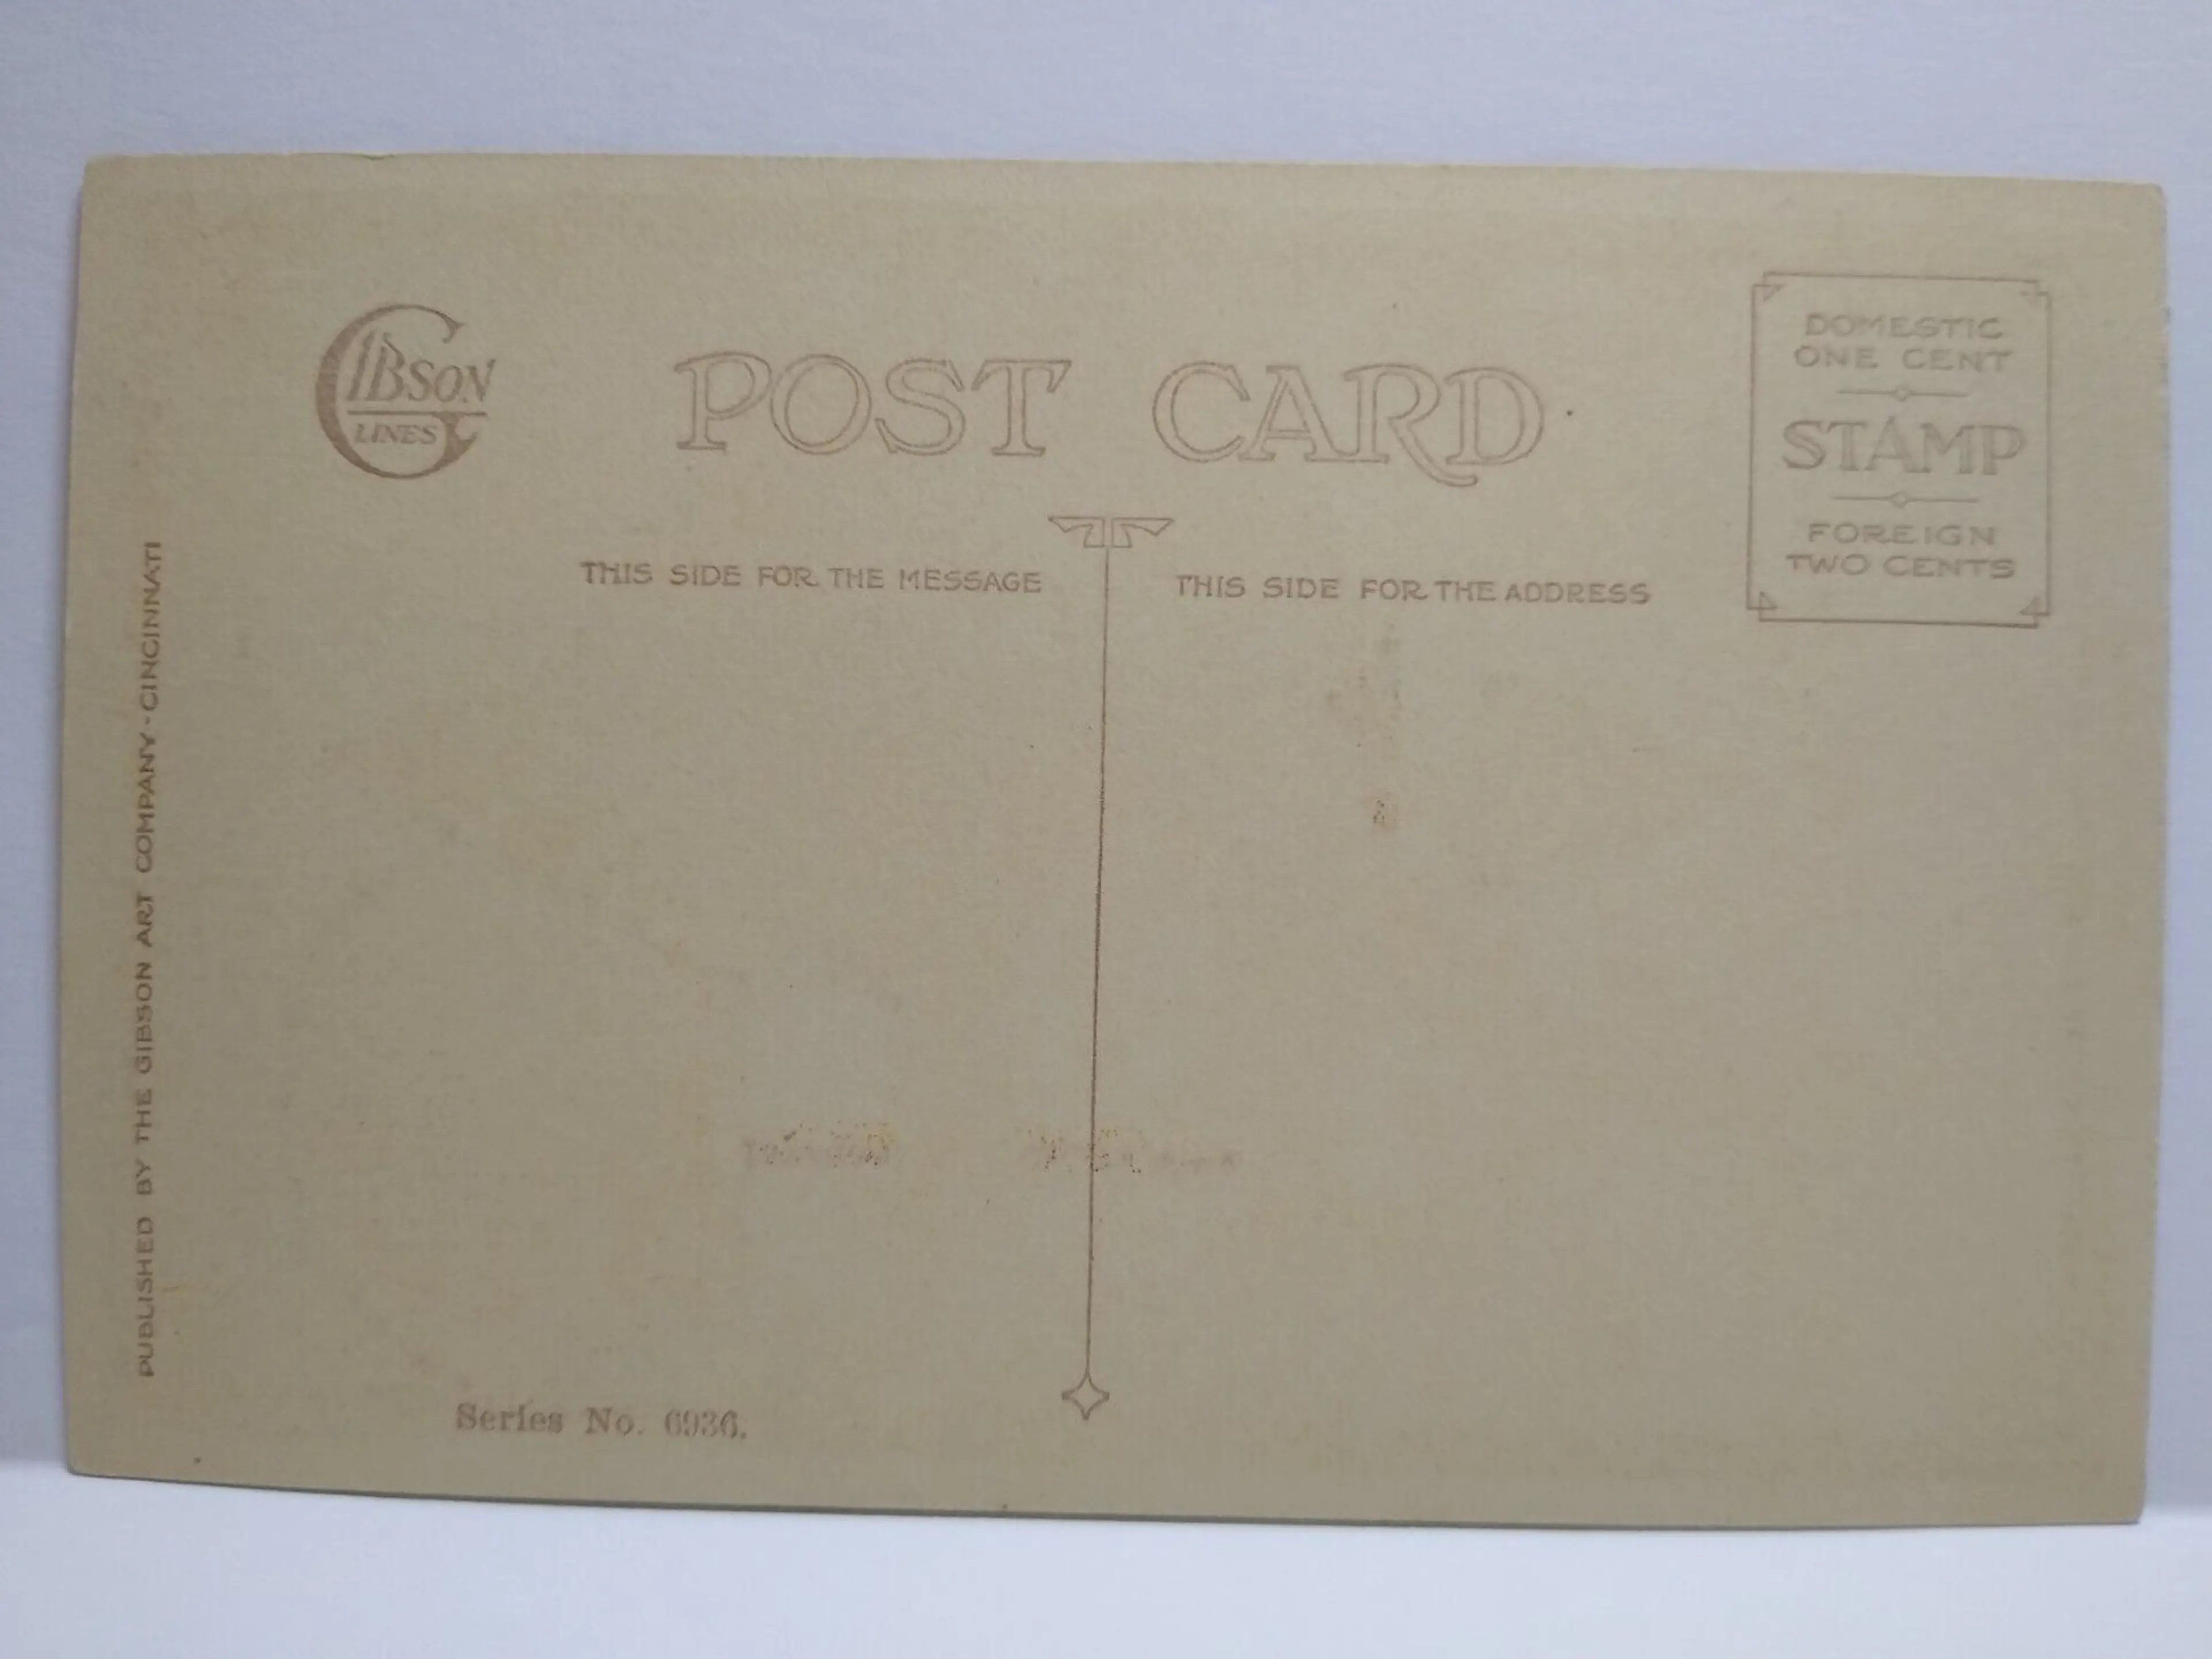 GIBSON
LINES
POST CARD
DOMESTIC
ONE CENT
STAMP
FOREIGN
TWO CENTS
THIS SIDE FOR THE MESSAGE
THIS SIDE FOR THE ADDRESS
PUBLISHED BY THE GIBSON ART COMPANY-CINCINNATI
Series No. 6936.